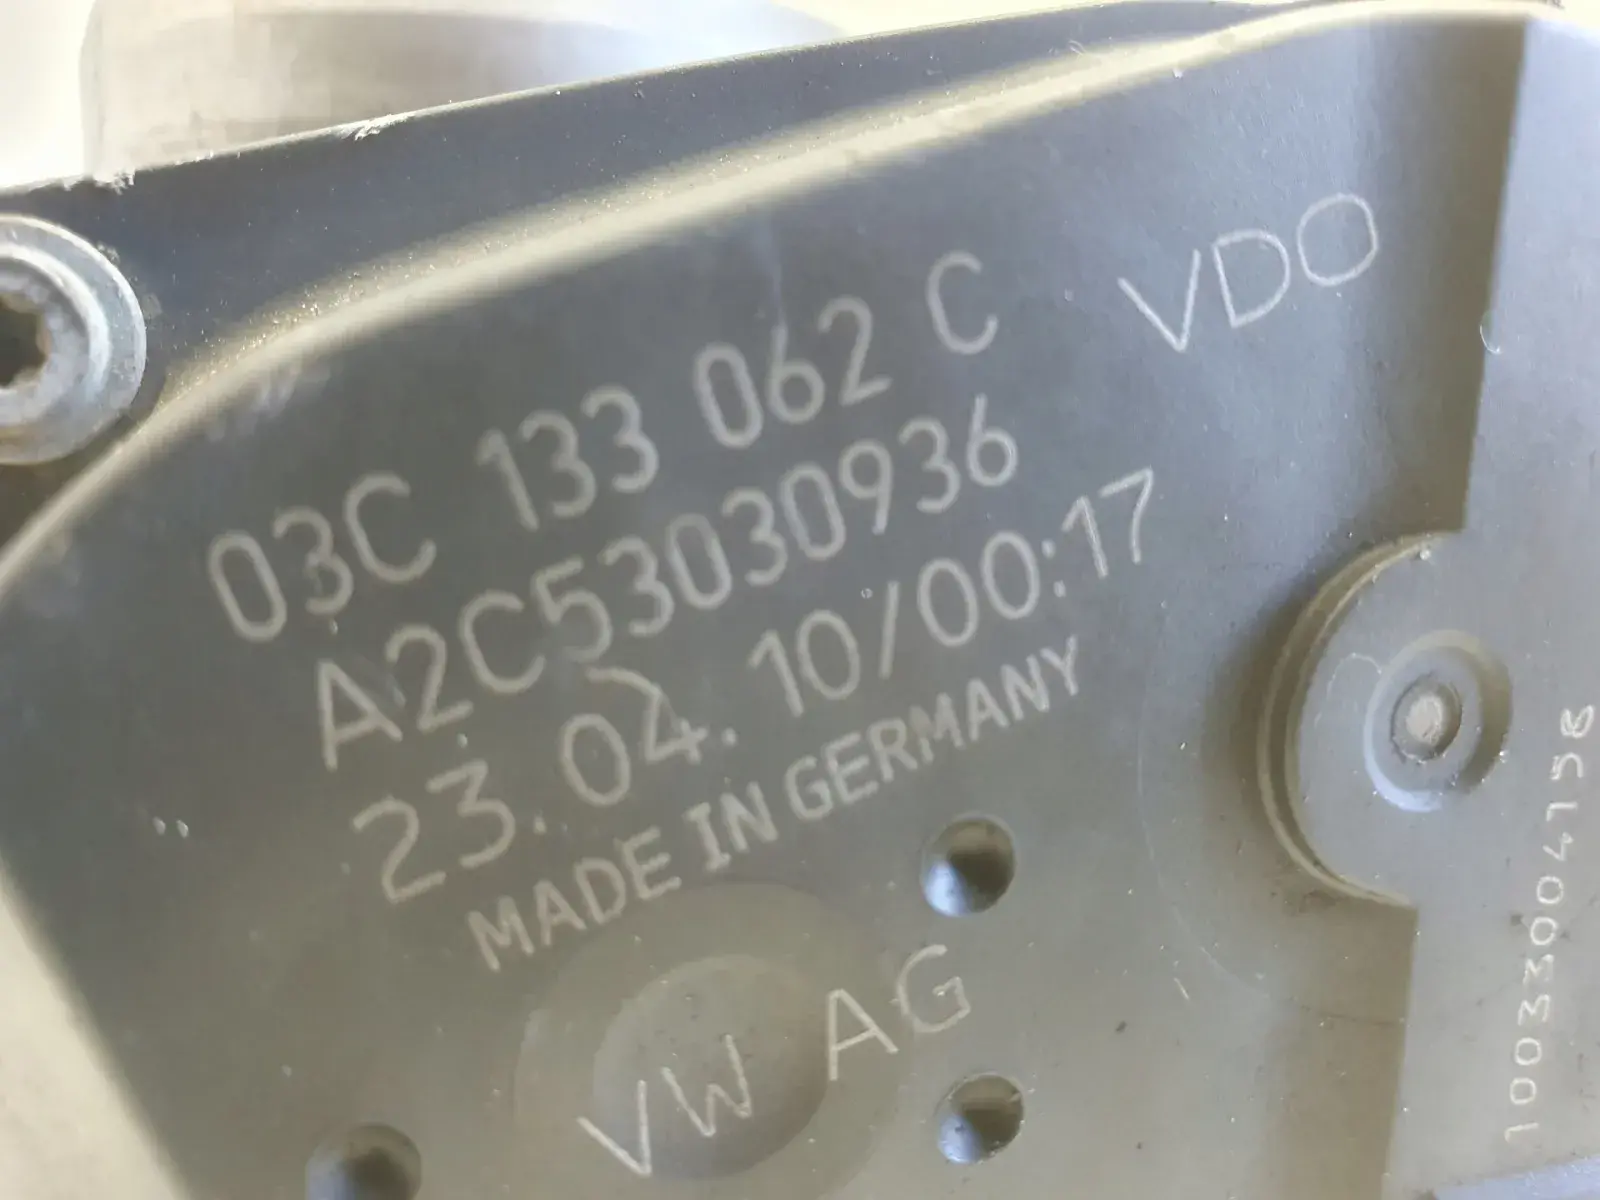 VDO
03C 133 062 C
A2C53030936
23.04.10/00:17
MADE IN GERMANY
VW AG
10033004158